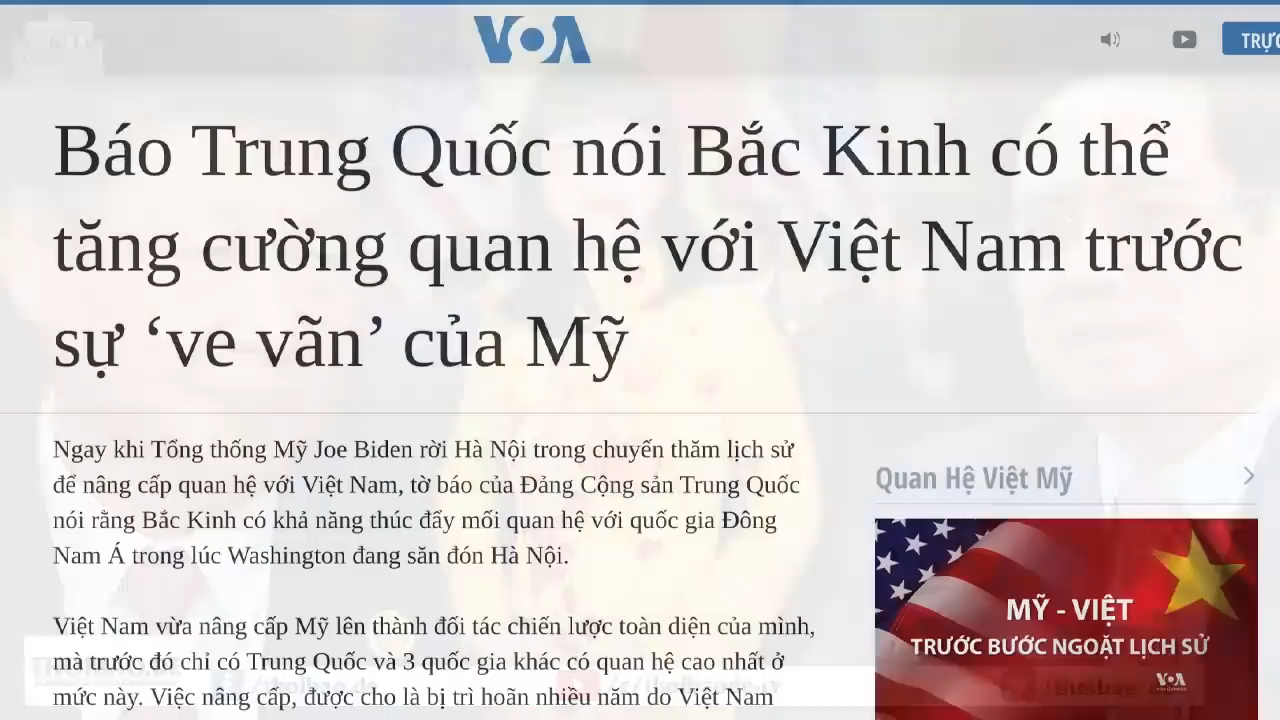 VOA
TRỰC
Báo Trung Quốc nói Bắc Kinh có thể
tăng cường quan hệ với Việt Nam trước
sự ‘ve vãn’ của Mỹ
Ngay khi Tổng thống Mỹ Joe Biden rời Hà Nội trong chuyến thăm lịch sử
để nâng cấp quan hệ với Việt Nam, tờ báo của Đảng Cộng sản Trung Quốc
nói rằng Bắc Kinh có khả năng thúc đẩy mối quan hệ với quốc gia Đông
Nam Á trong lúc Washington đang săn đón Hà Nội.
Việt Nam vừa nâng cấp Mỹ lên thành đối tác chiến lược toàn diện của mình,
mà trước đó chỉ có Trung Quốc và 3 quốc gia khác có quan hệ cao nhất ở
mức này. Việc nâng cấp, được cho là bị trì hoãn nhiều năm do Việt Nam
Quan Hệ Việt Mỹ
MỸ - VIỆT
TRƯỚC BƯỚC NGOẶT LỊCH SỬ
VOA